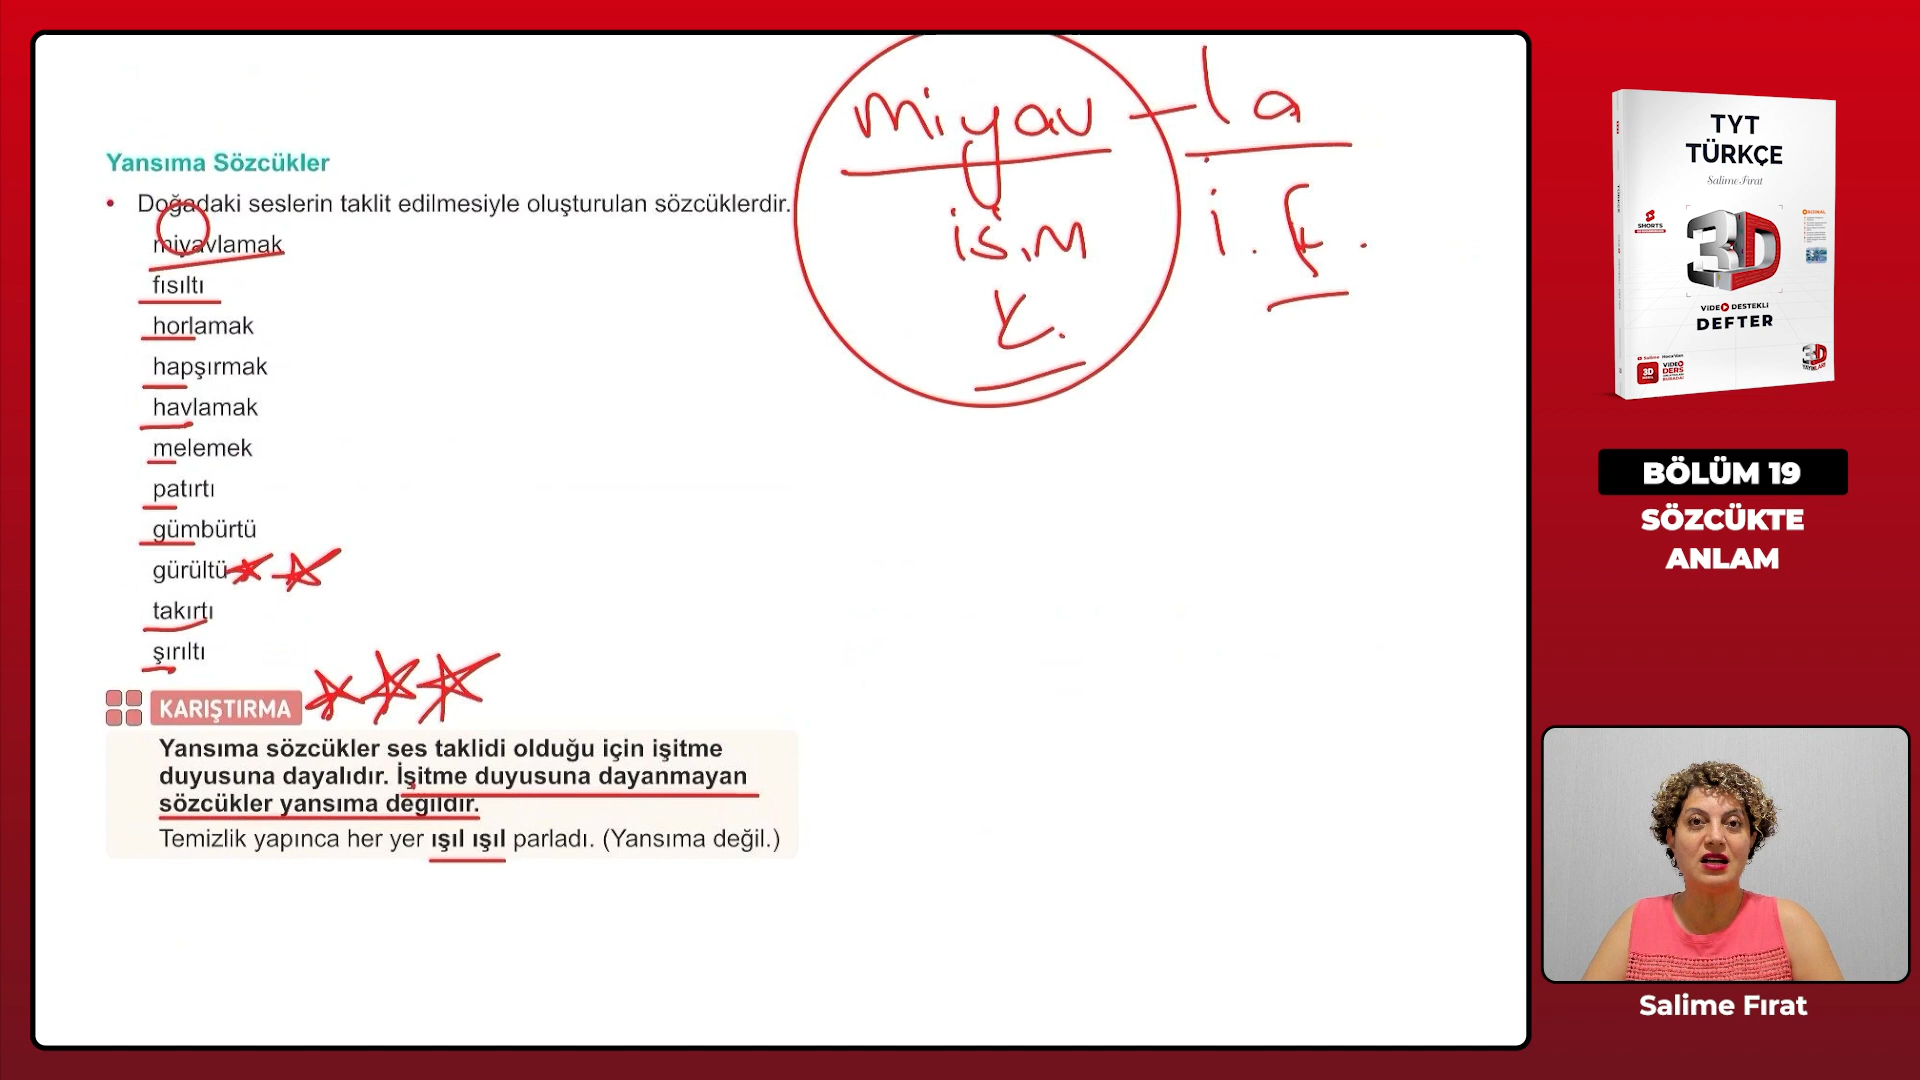 miyav - la
isim i. f.
K.
Yansıma Sözcükler
• Doğadaki seslerin taklit edilmesiyle oluşturulan sözcüklerdir.
miyavlamak
fısıltı
horlamak
hapşırmak
havlamak
melemek
patırtı
gümbürtü
gürültü
takırtı
şırıltı
KARIŞTIRMA
Yansıma sözcükler ses taklidi olduğu için işitme
duyusuna dayalıdır. İşitme duyusuna dayanmayan
sözcükler yansıma değildir.
Temizlik yapınca her yer ışıl ışıl parladı. (Yansıma değil.)
TYT
TÜRKÇE
Salime Fırat
SHORTS
3D
VİDEO DESTEKLİ
DEFTER
3D
YAYINLARI
BÖLÜM 19
SÖZCÜKTE
ANLAM
Salime Fırat